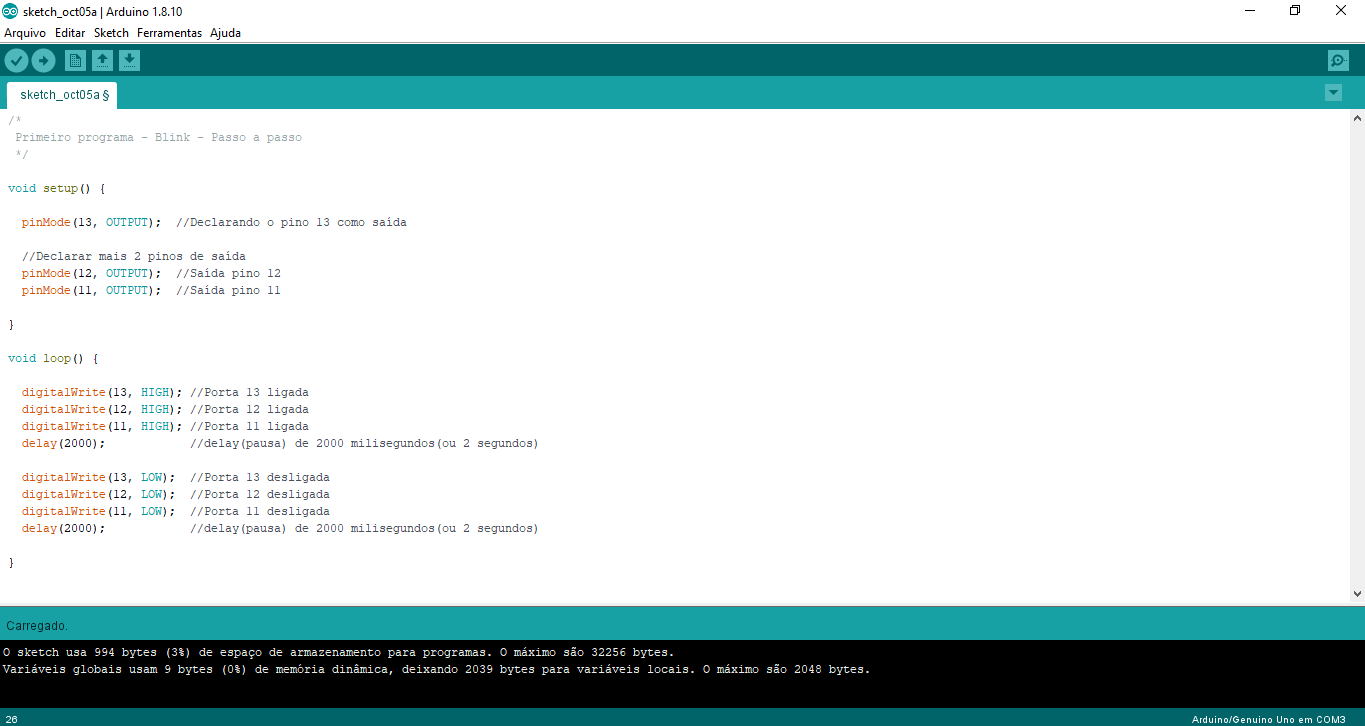 sketch_oct05a | Arduino 1.8.10
Arquivo Editar Sketch Ferramentas Ajuda
sketch_oct05a §
/*
Primeiro programa - Blink - Passo a passo
*/
void setup() {
pinMode(13, OUTPUT); //Declarando o pino 13 como saída
//Declarar mais 2 pinos de saída
pinMode(12, OUTPUT); //Saída pino 12
pinMode(11, OUTPUT); //Saída pino 11
}
void loop() {
digitalWrite(13, HIGH); //Porta 13 ligada
digitalWrite(12, HIGH); //Porta 12 ligada
digitalWrite(11, HIGH); //Porta 11 ligada
delay(2000); //delay(pausa) de 2000 milisegundos(ou 2 segundos)
digitalWrite(13, LOW); //Porta 13 desligada
digitalWrite(12, LOW); //Porta 12 desligada
digitalWrite(11, LOW); //Porta 11 desligada
delay(2000); //delay(pausa) de 2000 milisegundos(ou 2 segundos)
}
Carregado.
O sketch usa 994 bytes (3%) de espaço de armazenamento para programas. O máximo são 32256 bytes.
Variáveis globais usam 9 bytes (0%) de memória dinâmica, deixando 2039 bytes para variáveis locais. O máximo são 2048 bytes.
26
Arduino/Genuino Uno em COM3